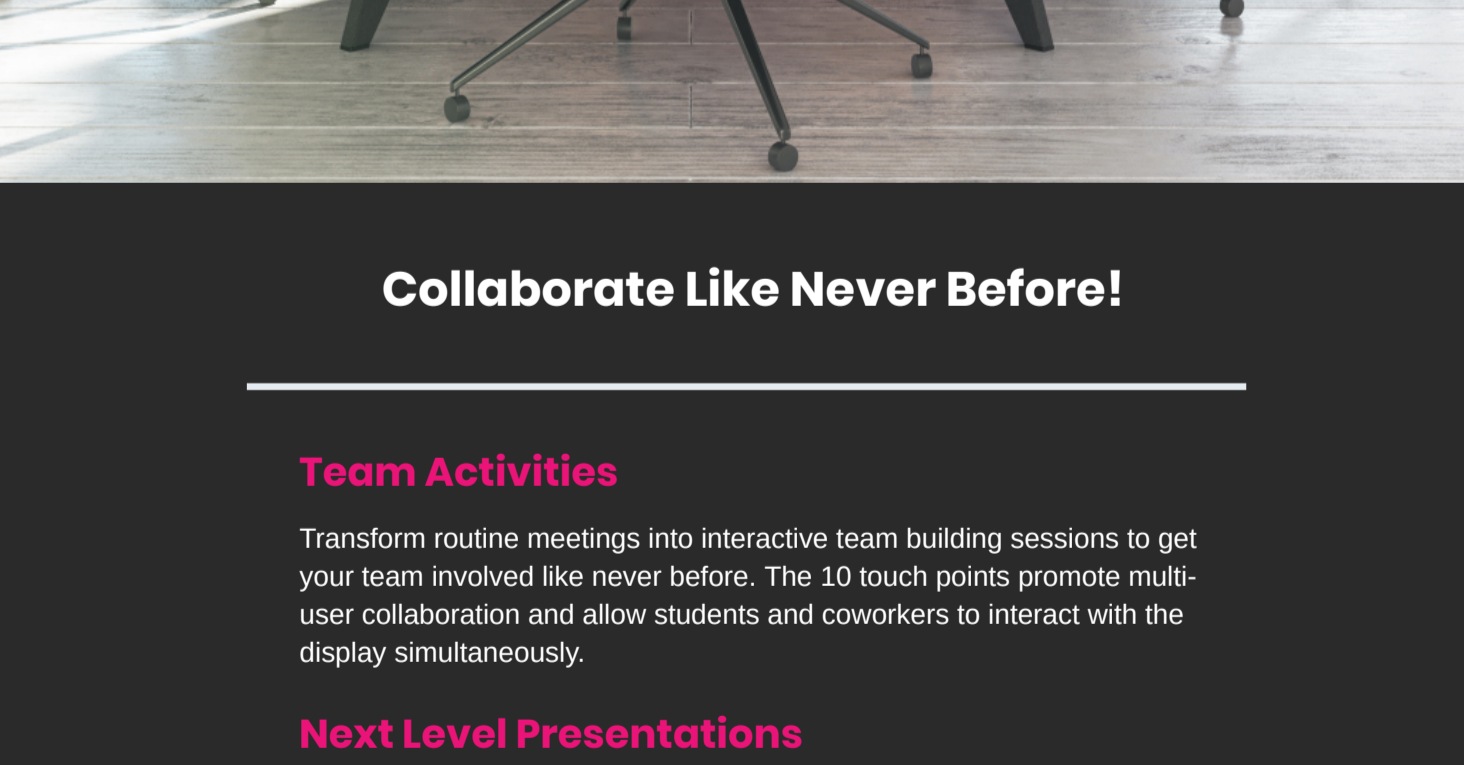 Collaborate Like Never Before!
Team Activities
Transform routine meetings into interactive team building sessions to get
your team involved like never before. The 10 touch points promote multi-
user collaboration and allow students and coworkers to interact with the
display simultaneously.
Next Level Presentations